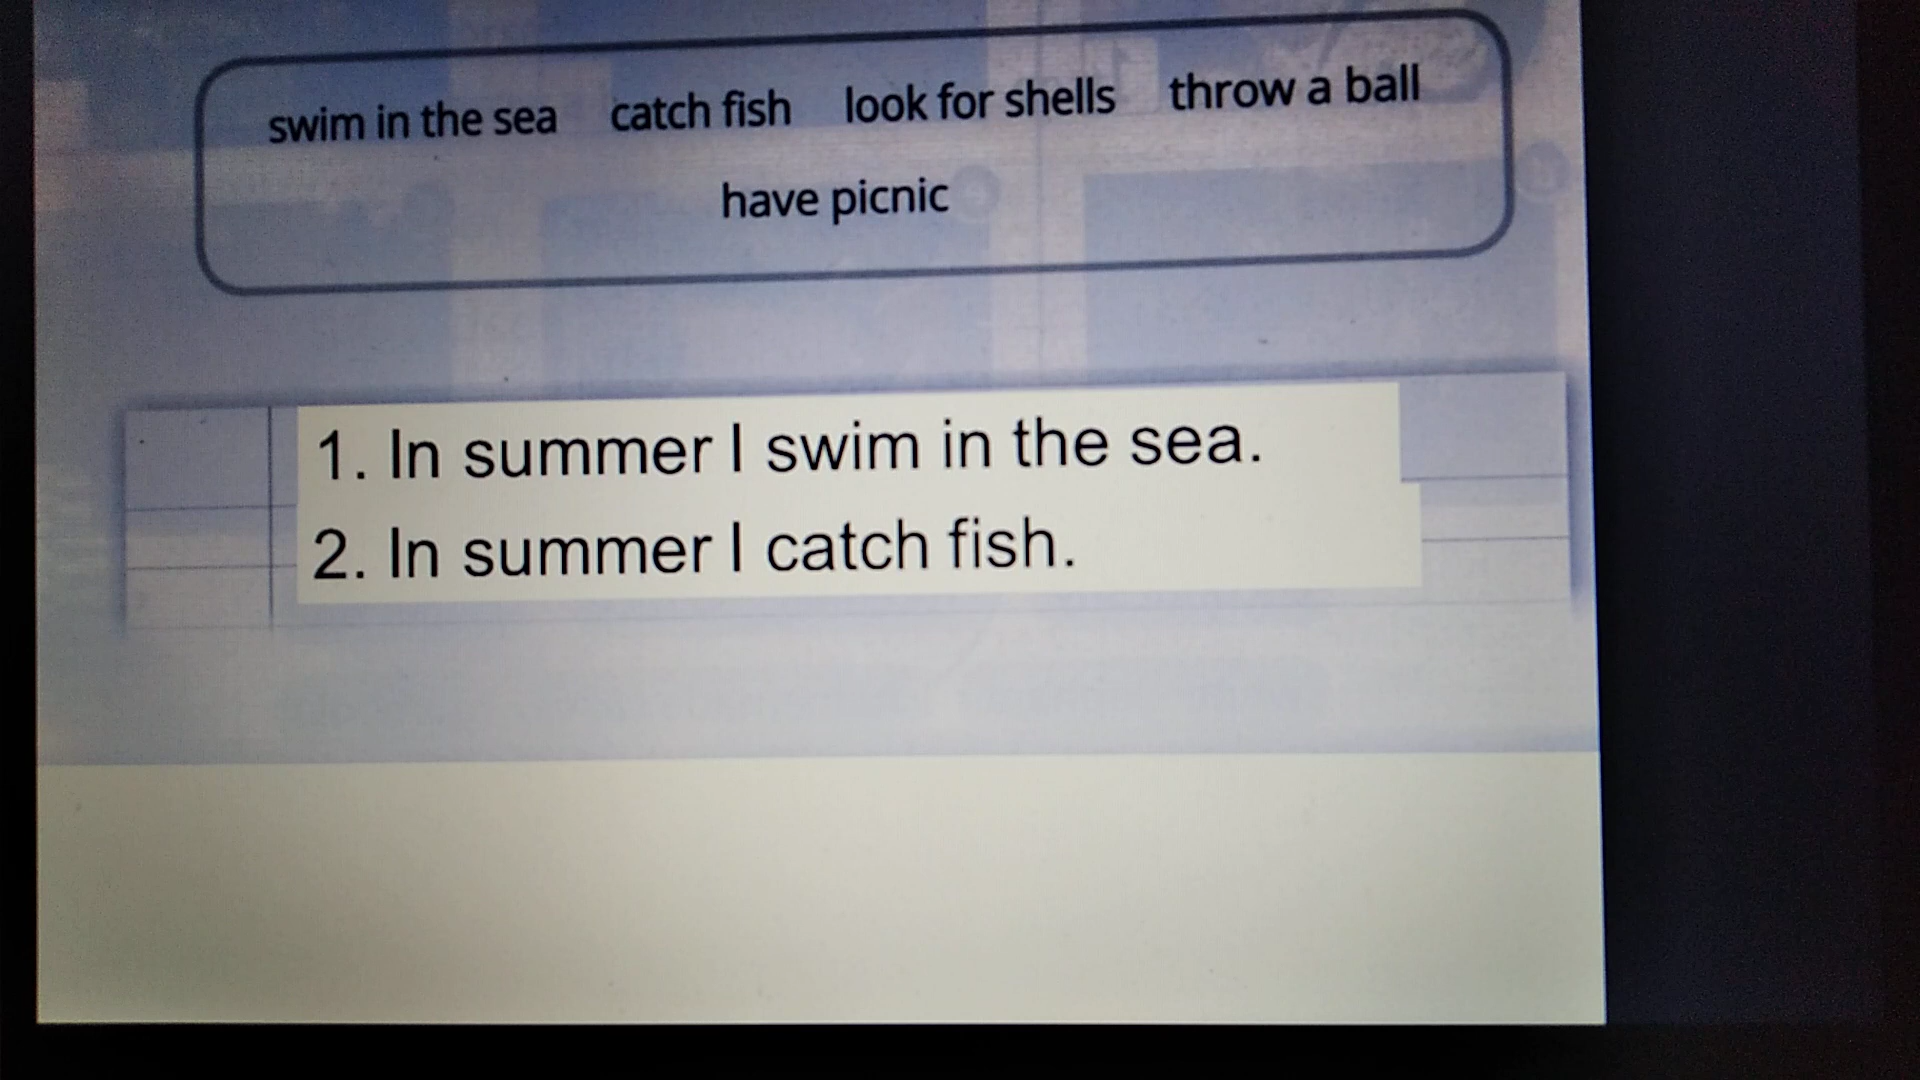 swim in the sea catch fish look for shells throw a ball
have picnic
1. In summer I swim in the sea.
2. In summer I catch fish.